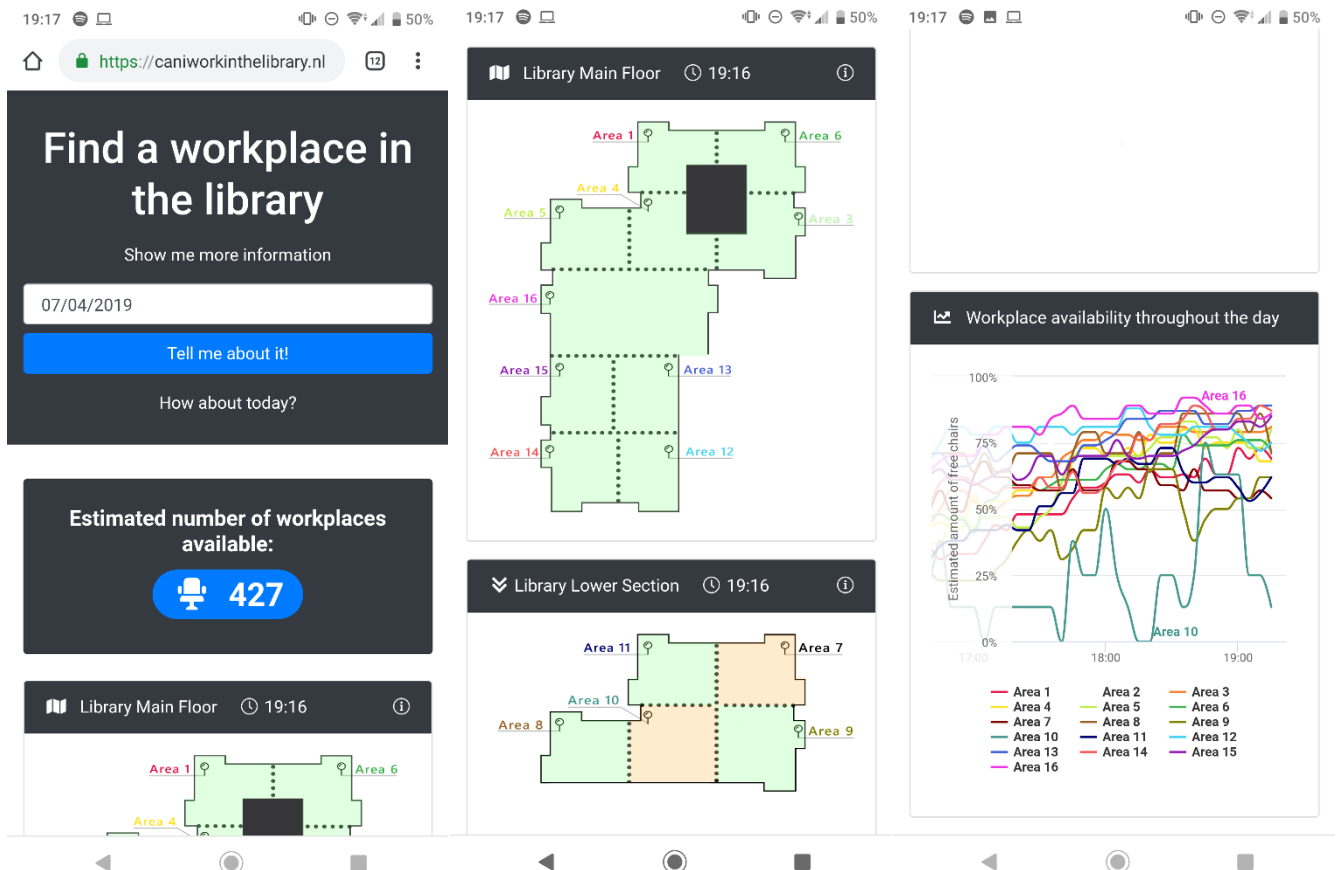 19:17
50%
https://caniworkinthelibrary.nl
12
Find a workplace in
the library
Show me more information
07/04/2019
Tell me about it!
How about today?
Estimated number of workplaces
available:
427
Library Main Floor 19:16
Area 1
Area 6
Area 4
19:17
50%
Library Main Floor 19:16
Area 1
Area 6
Area 4
Area 5
Area 3
Area 16
Area 15
Area 13
Area 14
Area 12
Library Lower Section 19:16
Area 11
Area 7
Area 10
Area 8
Area 9
19:17
50%
Workplace availability throughout the day
100%
75%
50%
25%
0%
Estimated amount of free chairs
Area 16
Area 10
17:00 18:00 19:00
Area 1 Area 2 Area 3
Area 4 Area 5 Area 6
Area 7 Area 8 Area 9
Area 10 Area 11 Area 12
Area 13 Area 14 Area 15
Area 16